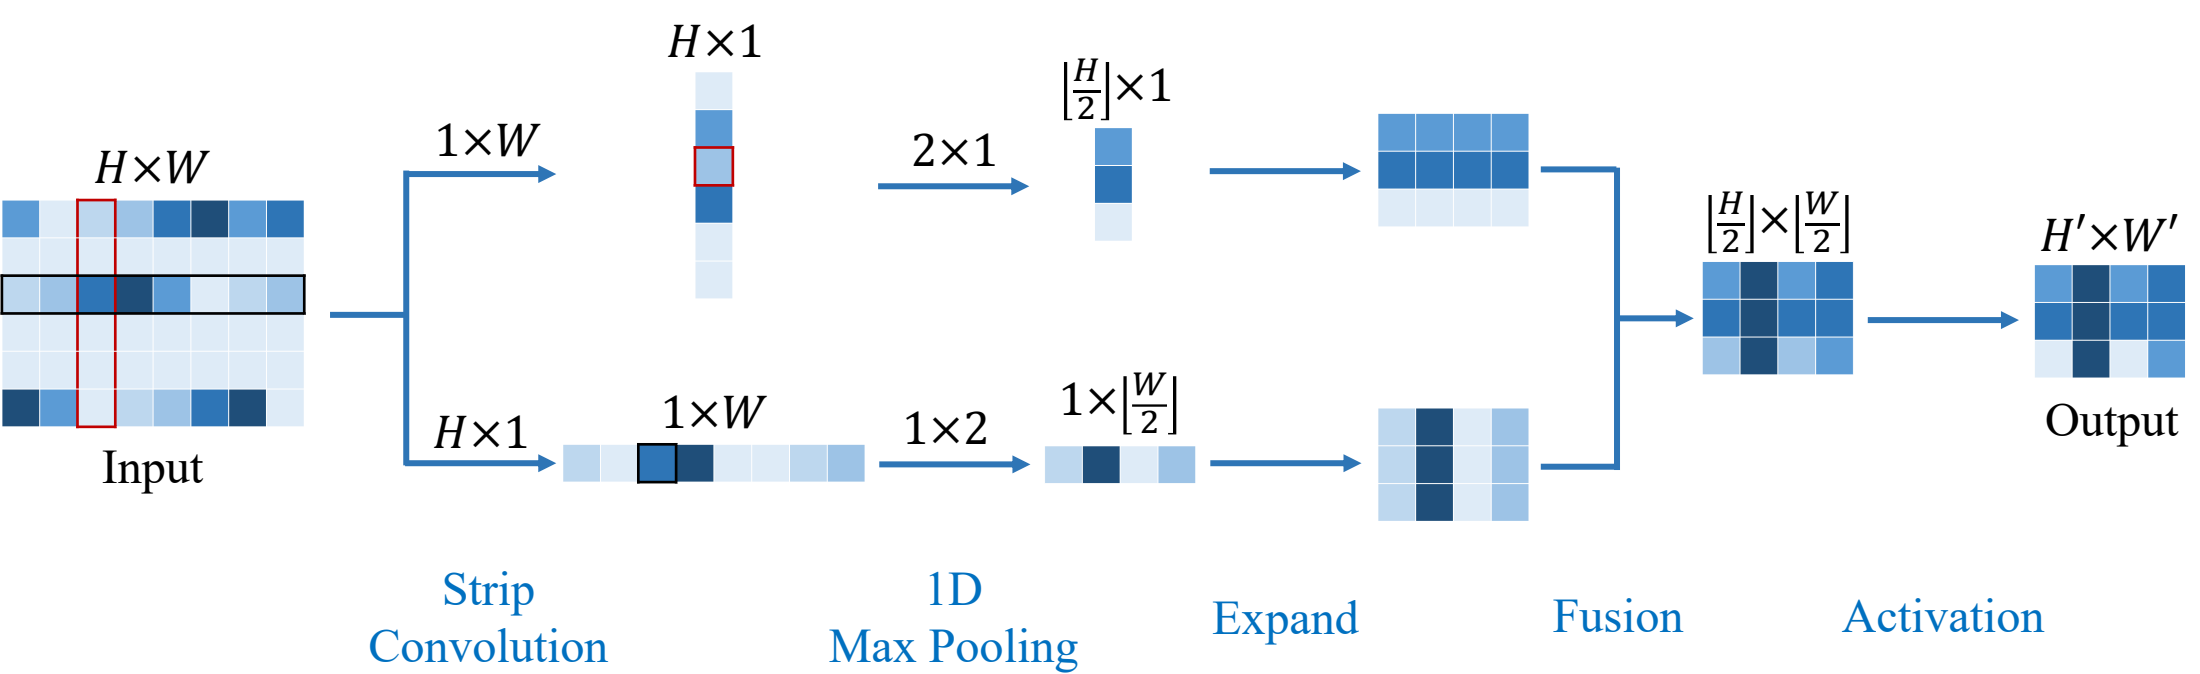 H×W
Input
1×W
H×1
H×1
1×W
2×1
1×2
⌊H/2⌋×1
1×⌊W/2⌋
⌊H/2⌋×⌊W/2⌋
H′×W′
Output
Strip
Convolution
1D
Max Pooling
Expand
Fusion
Activation